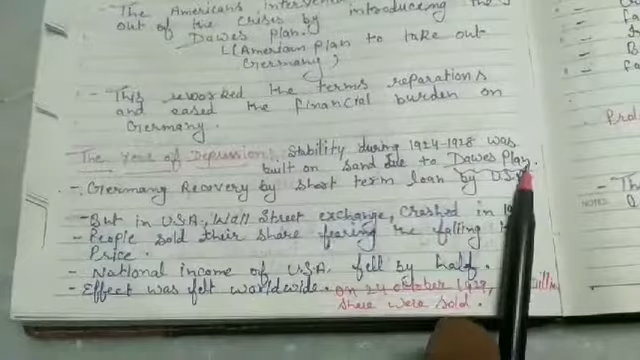 - The Americans
out of the crises by introducing the
Dawes Plan.
(American plan to take out
Germany)
- This reworked the terms reparations
and eased the financial burden on
Germany.
The Year of Depression: Stability during 1924-1928 was
built on sand due to Dawes Plan.
- Germany Recovery by short term loan by USA
- But in U.S.A., Wall Street exchange, crashed in
- People sold their share fearing the falling
Price.
- National income of U.S.A. fell by half.
- Effect was felt worldwide. on 24 october 1929,
share were sold.
NOTES